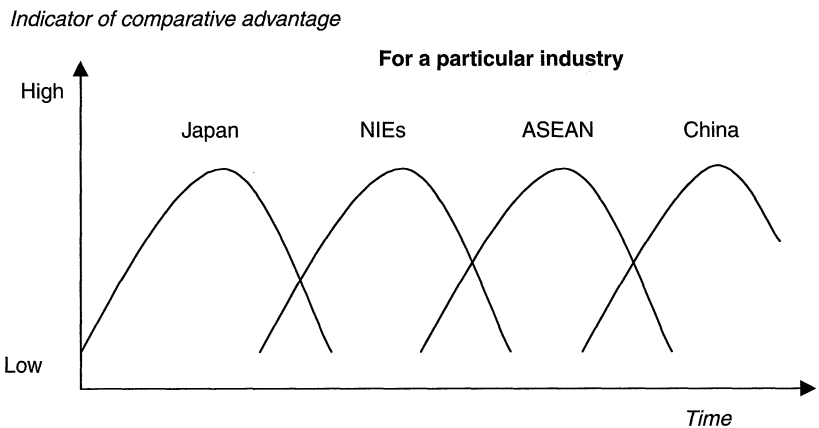 Indicator of comparative advantage
For a particular industry
High
Japan NIEs ASEAN China
Low
Time